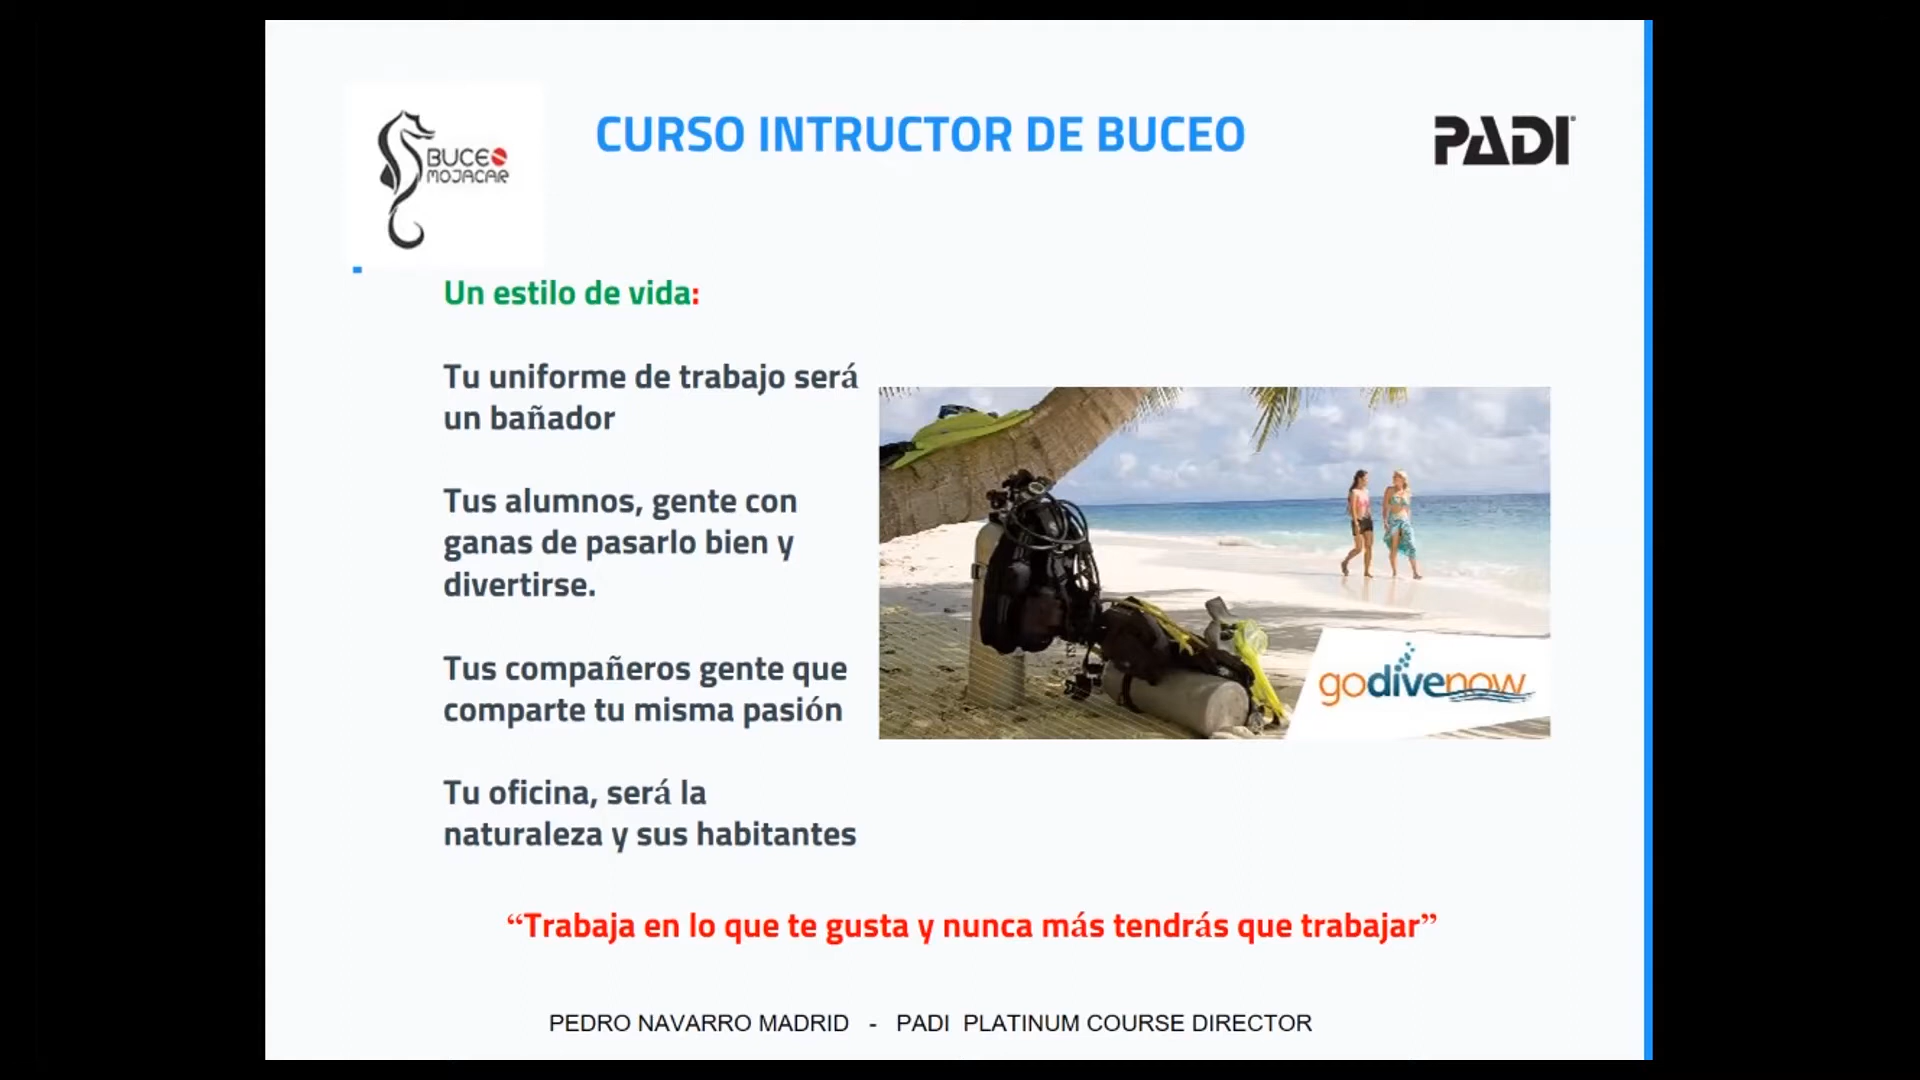 BUCEO
MOJACAR
CURSO INTRUCTOR DE BUCEO
PADI
Un estilo de vida:
Tu uniforme de trabajo será
un bañador
Tus alumnos, gente con
ganas de pasarlo bien y
divertirse.
Tus compañeros gente que
comparte tu misma pasión
Tu oficina, será la
naturaleza y sus habitantes
godivenow
“Trabaja en lo que te gusta y nunca más tendrás que trabajar”
PEDRO NAVARRO MADRID - PADI PLATINUM COURSE DIRECTOR